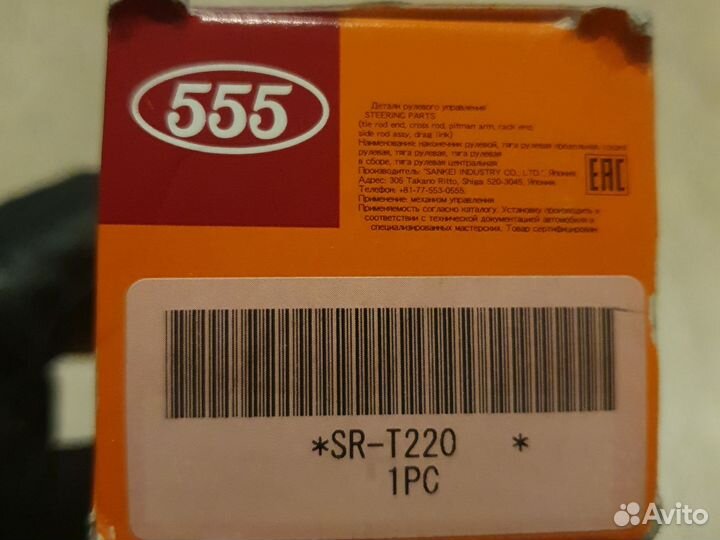 555
Детали рулевого управления
STEERING PARTS
(tie rod end, cross rod, pitman arm, rack end,
side rod assy, drag link)
Наименование: наконечник рулевой, тяга рулевая продольная, сошка
рулевая, тяга рулевая, тяга рулевая
в сборе, тяга рулевая центральная
Производитель: "SANKEI INDUSTRY CO., LTD.", Япония
Адрес: 305 Takano Ritto, Shiga 520-3045, Япония.
Телефон: +81-77-553-0555.
Применение: механизм управления
Применяемость согласно каталогу. Установку производить в
соответствии с технической документацией автомобиля в
специализированных мастерских. Товар сертифицирован
EAC
*SR-T220 *
1PC
Avito